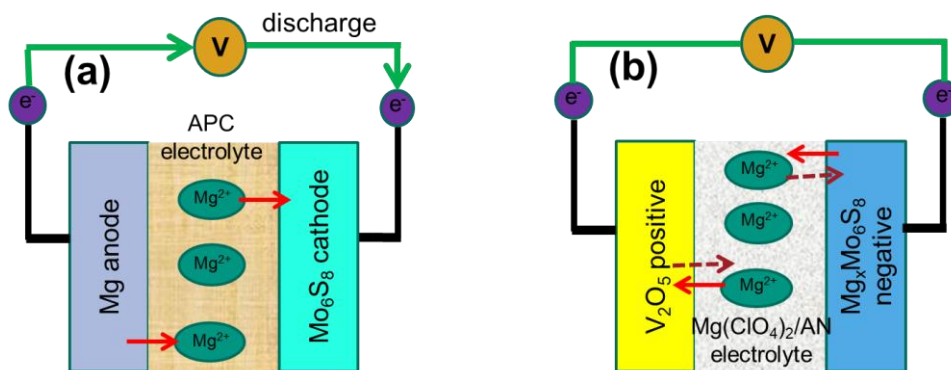 discharge
V
(a)
e-
e-
APC
electrolyte
Mg anode
Mg²⁺
Mg²⁺
Mg²⁺
Mo₆S₈ cathode
V
(b)
e-
e-
V₂O₅ positive
Mg²⁺
Mg²⁺
Mg²⁺
Mg(ClO₄)₂/AN
electrolyte
MgₓMo₆S₈
negative